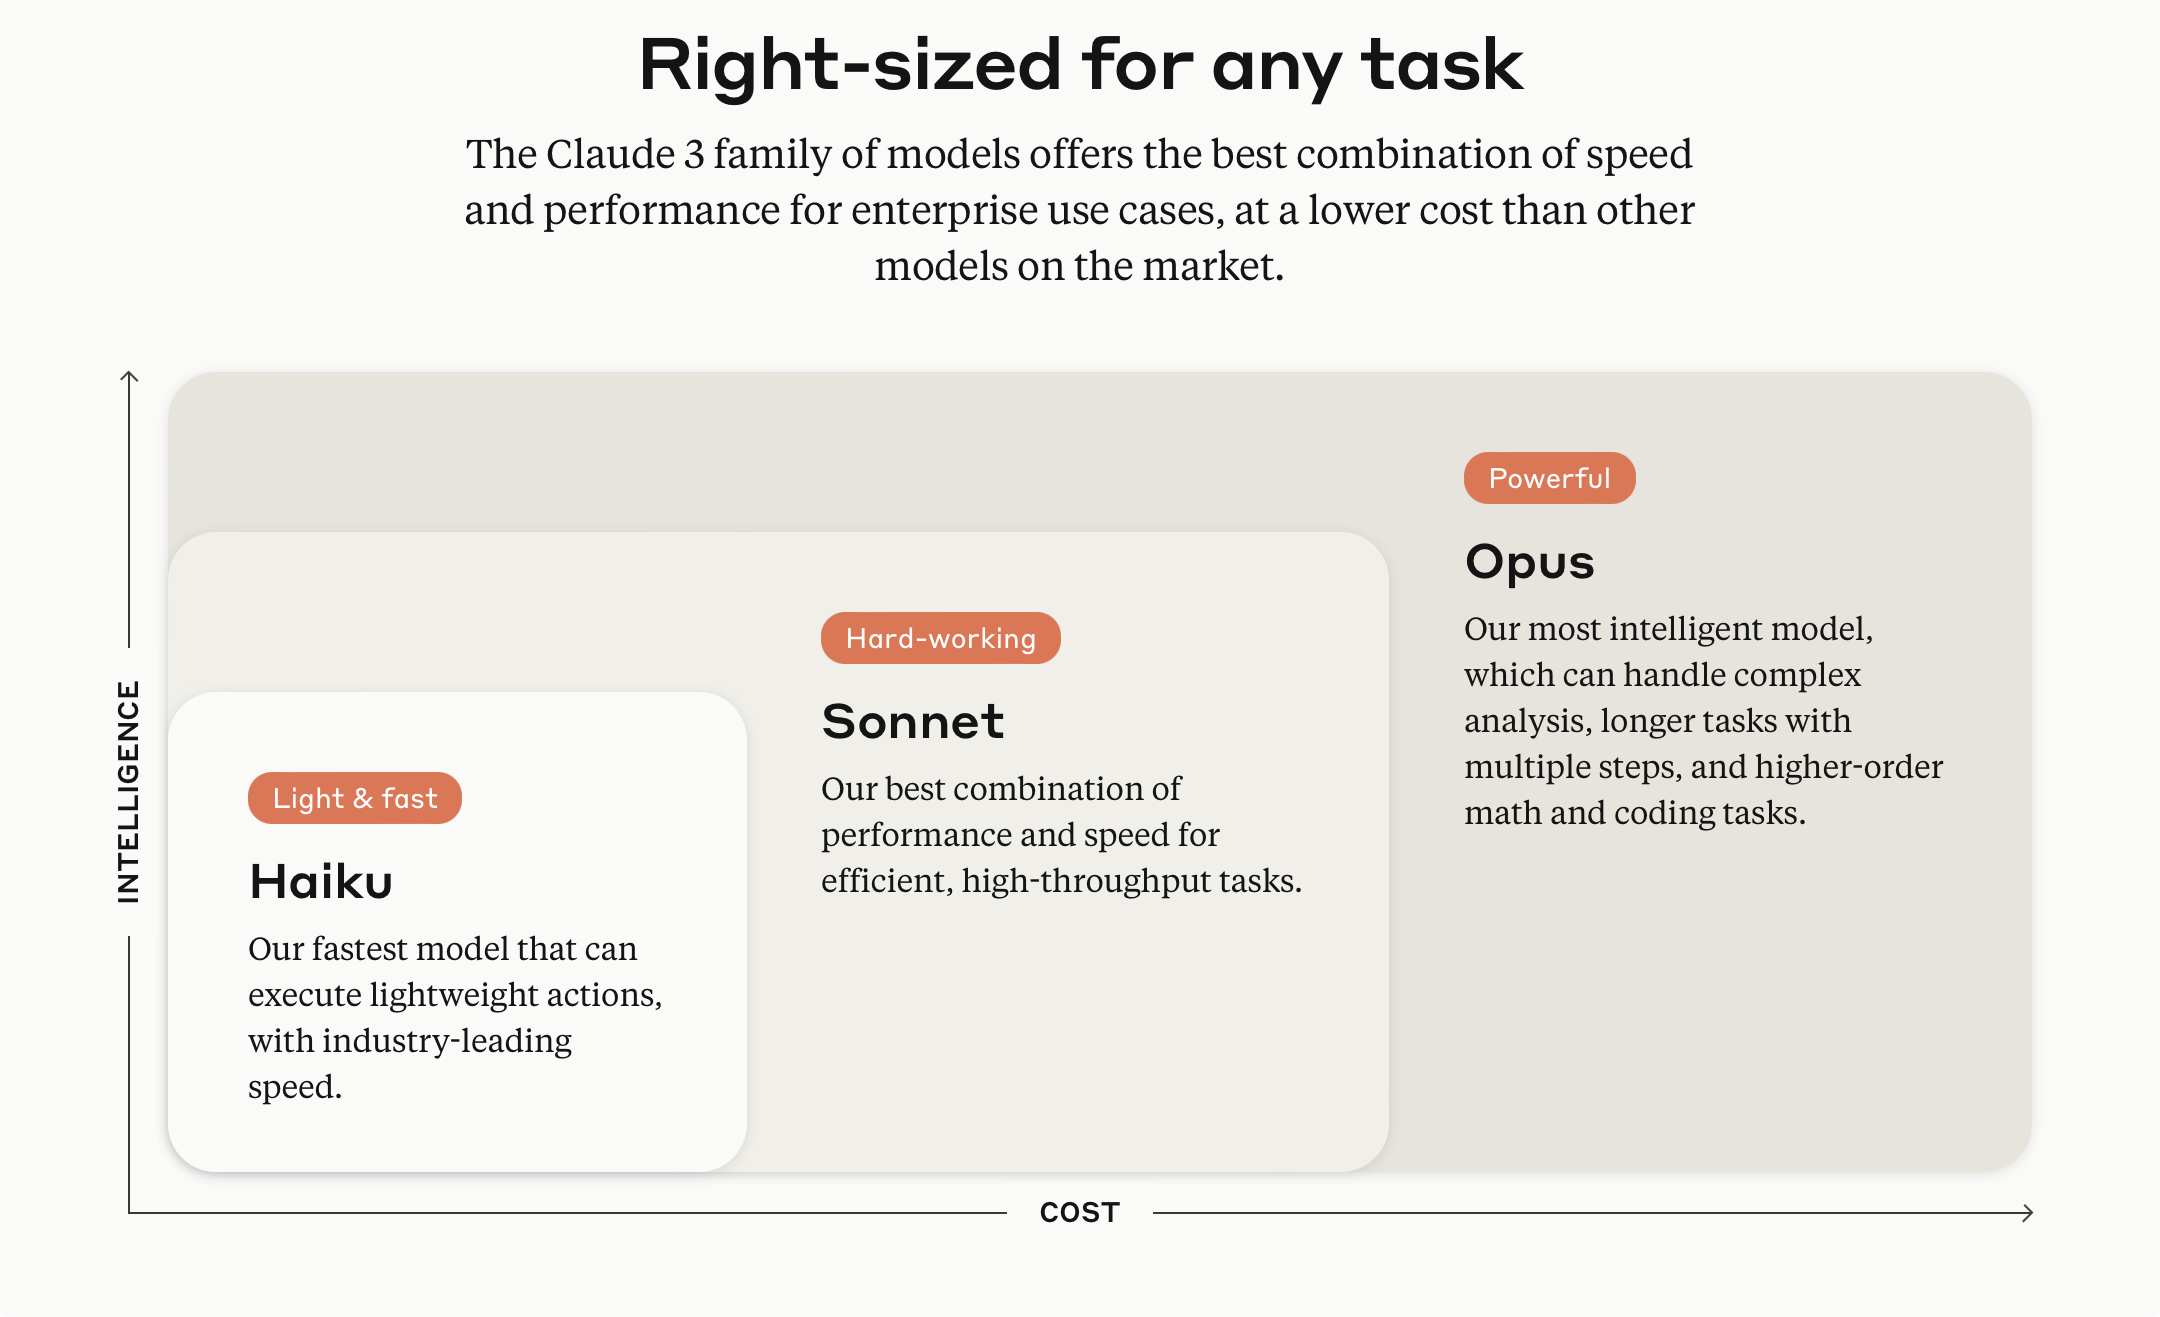 Right-sized for any task
The Claude 3 family of models offers the best combination of speed
and performance for enterprise use cases, at a lower cost than other
models on the market.
INTELLIGENCE
Light & fast
Haiku
Our fastest model that can
execute lightweight actions,
with industry-leading
speed.
Hard-working
Sonnet
Our best combination of
performance and speed for
efficient, high-throughput tasks.
Powerful
Opus
Our most intelligent model,
which can handle complex
analysis, longer tasks with
multiple steps, and higher-order
math and coding tasks.
COST